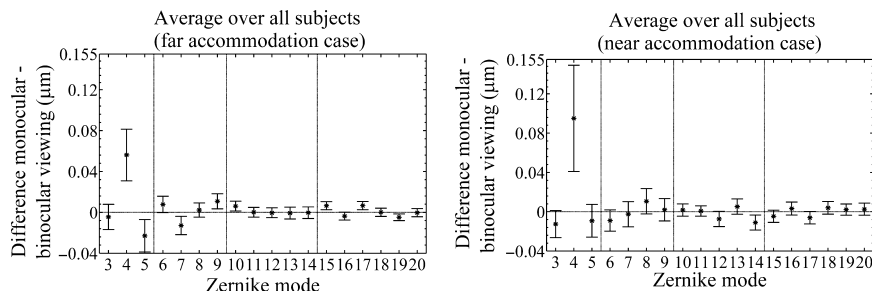 Average over all subjects
(far accommodation case)
Difference monocular -
binocular viewing (μm)
0.155
0.12
0.08
0.04
0
−0.04
3 4 5 6 7 8 9 10 11 12 13 14 15 16 17 18 19 20
Zernike mode
Average over all subjects
(near accommodation case)
Difference monocular -
binocular viewing (μm)
0.155
0.12
0.08
0.04
0
−0.04
3 4 5 6 7 8 9 10 11 12 13 14 15 16 17 18 19 20
Zernike mode